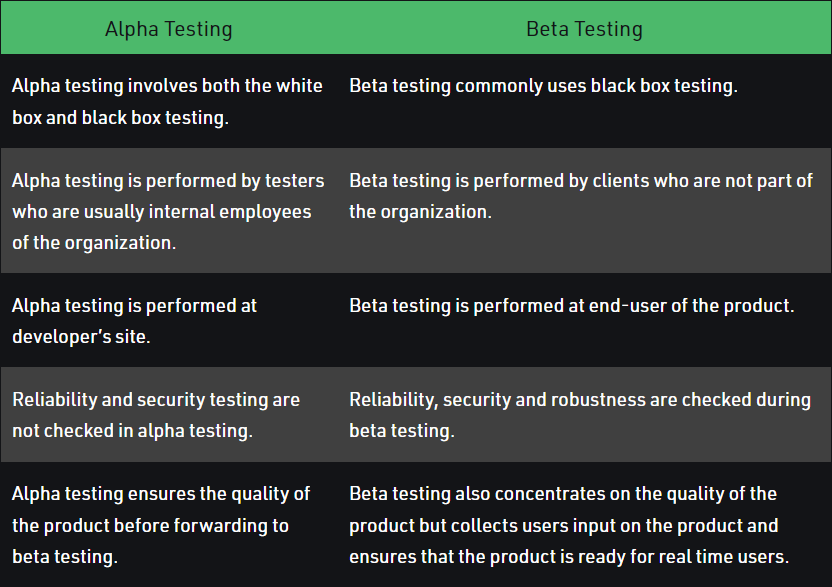 Alpha Testing
Beta Testing
Alpha testing involves both the white
box and black box testing.
Beta testing commonly uses black box testing.
Alpha testing is performed by testers
who are usually internal employees
of the organization.
Beta testing is performed by clients who are not part of
the organization.
Alpha testing is performed at
developer’s site.
Beta testing is performed at end-user of the product.
Reliability and security testing are
not checked in alpha testing.
Reliability, security and robustness are checked during
beta testing.
Alpha testing ensures the quality of
the product before forwarding to
beta testing.
Beta testing also concentrates on the quality of the
product but collects users input on the product and
ensures that the product is ready for real time users.